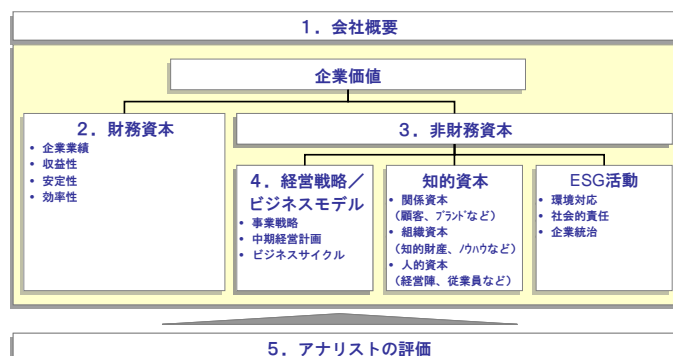 １．会社概要
企業価値
２．財務資本
• 企業業績
• 収益性
• 安定性
• 効率性
３．非財務資本
４．経営戦略／
ビジネスモデル
• 事業戦略
• 中期経営計画
• ビジネスサイクル
知的資本
• 関係資本
（顧客、ﾌﾞﾗﾝﾄﾞなど）
• 組織資本
（知的財産、ﾉｳﾊｳなど）
• 人的資本
（経営陣、従業員など）
ESG活動
• 環境対応
• 社会的責任
• 企業統治
５．アナリストの評価